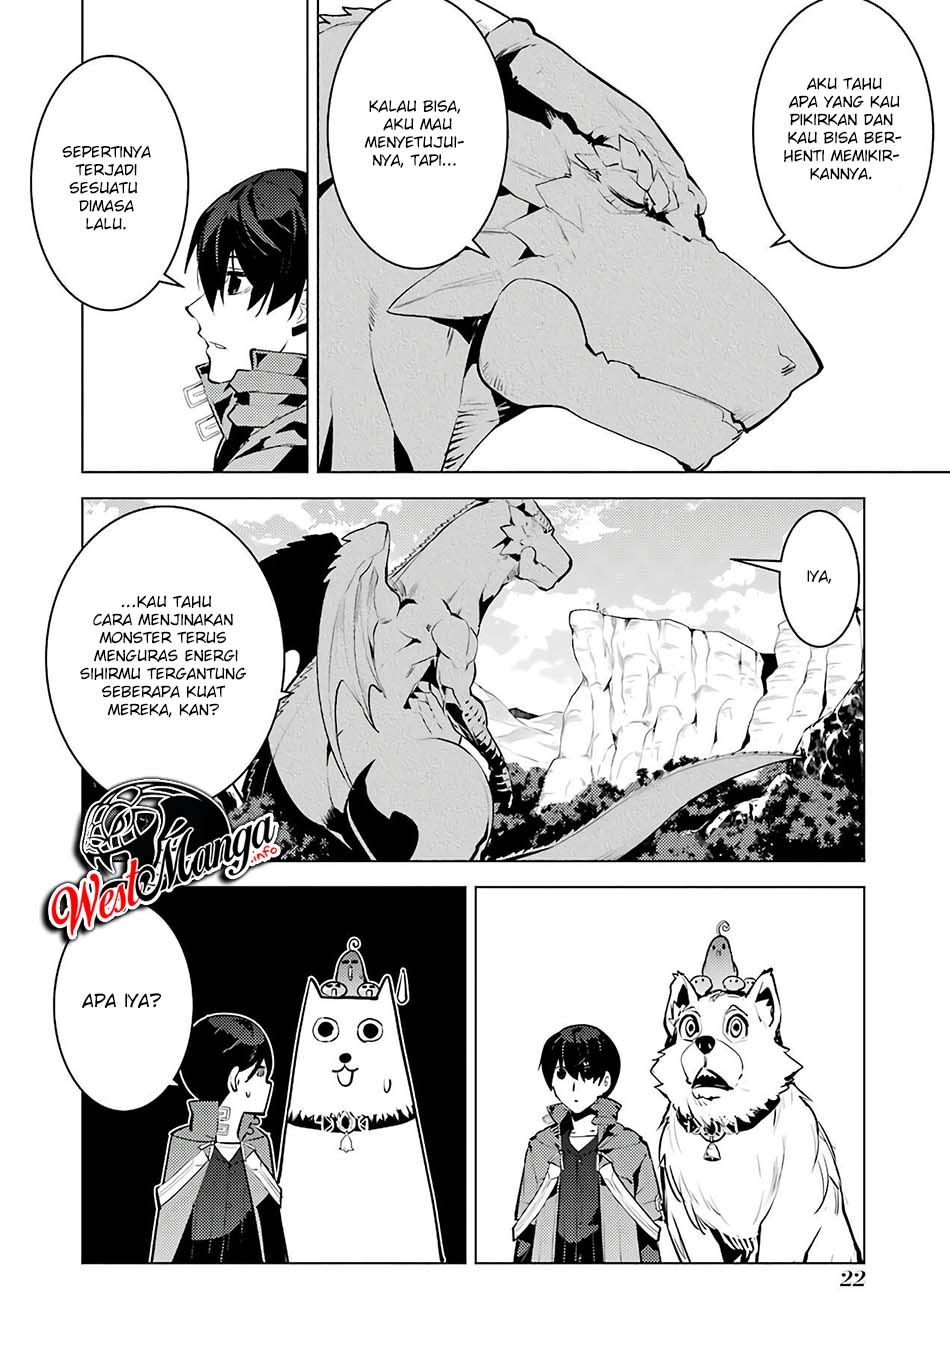 AKU TAHU
APA YANG KAU
PIKIRKAN DAN
KAU BISA BER-
HENTI MEMIKIR-
KANNYA.
KALAU BISA,
AKU MAU
MENYETUJUI-
NYA, TAPI...
SEPERTINYA
TERJADI
SESUATU
DIMASA
LALU.
IYA,
...KAU TAHU
CARA MENJINAKAN
MONSTER TERUS
MENGURAS ENERGI
SIHIRMU TERGANTUNG
SEBERAPA KUAT
MEREKA, KAN?
WestManga
.info
APA IYA?
22